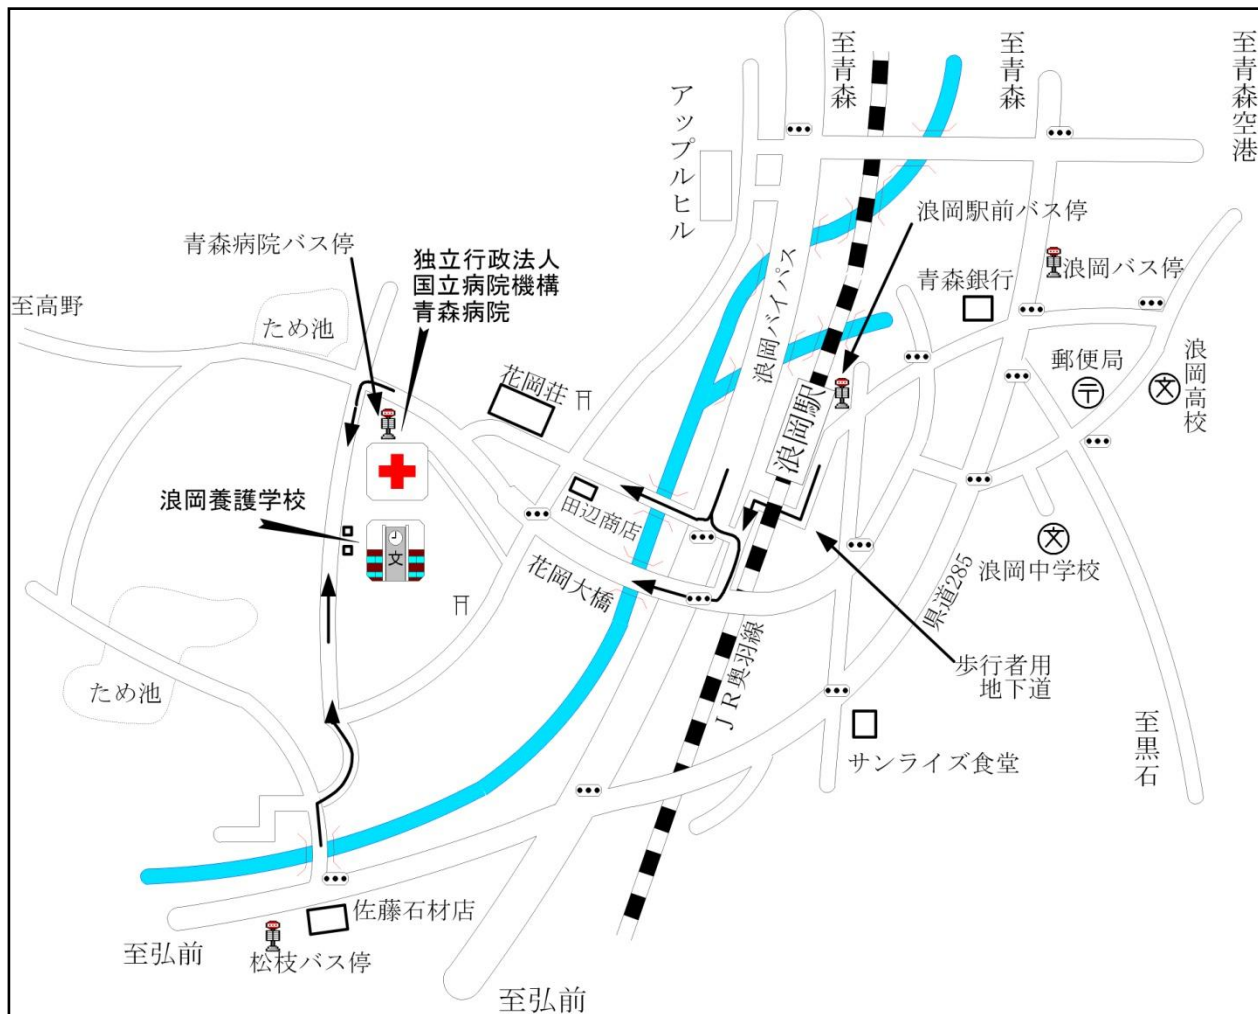 至青森
至青森
至青森空港
アップルヒル
浪岡駅前バス停
青森病院バス停
独立行政法人
国立病院機構
青森病院
浪岡バイパス
青森銀行
浪岡バス停
至高野
ため池
花岡荘
郵便局
〒
文
浪岡高校
浪岡駅
浪岡養護学校
文
田辺商店
文
浪岡中学校
花岡大橋
県道285
JR奥羽線
歩行者用
地下道
ため池
サンライズ食堂
至黒石
佐藤石材店
至弘前
松枝バス停
至弘前